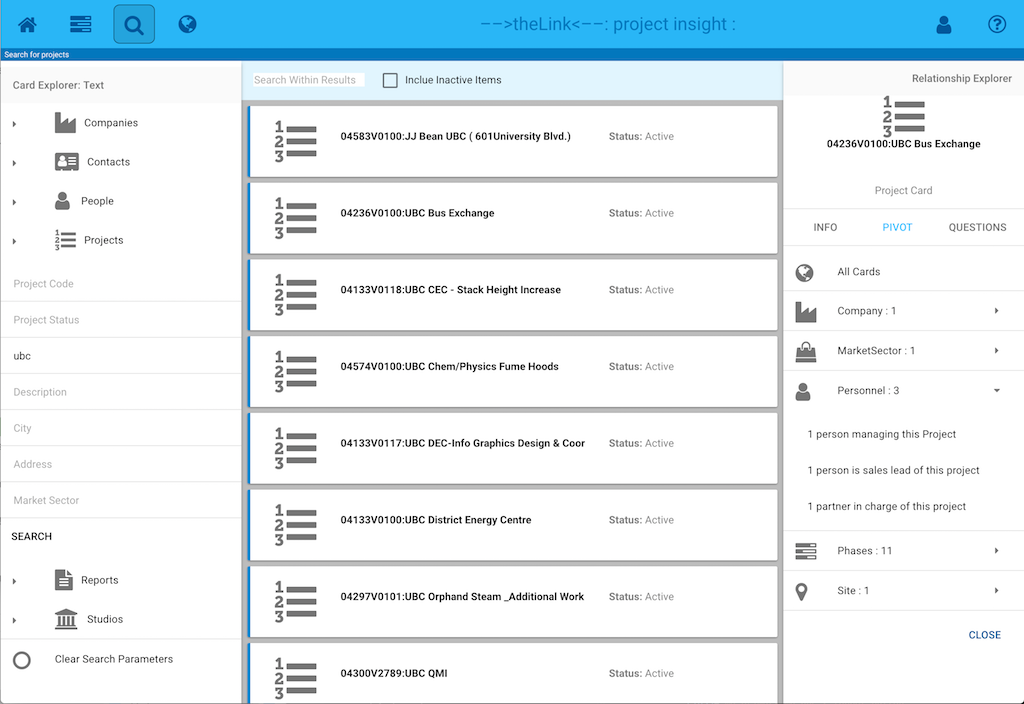 -->theLink<--: project insight :
Search for projects
Card Explorer: Text
Companies
Contacts
People
Projects
Project Code
Project Status
ubc
Description
City
Address
Market Sector
SEARCH
Reports
Studios
Clear Search Parameters
Search Within Results
Inclue Inactive Items
04583V0100:JJ Bean UBC ( 601University Blvd.) Status: Active
04236V0100:UBC Bus Exchange Status: Active
04133V0118:UBC CEC - Stack Height Increase Status: Active
04574V0100:UBC Chem/Physics Fume Hoods Status: Active
04133V0117:UBC DEC-Info Graphics Design & Coor Status: Active
04133V0100:UBC District Energy Centre Status: Active
04297V0101:UBC Orphand Steam _Additional Work Status: Active
04300V2789:UBC QMI Status: Active
Relationship Explorer
04236V0100:UBC Bus Exchange
Project Card
INFO PIVOT QUESTIONS
All Cards
Company : 1
MarketSector : 1
Personnel : 3
1 person managing this Project
1 person is sales lead of this project
1 partner in charge of this project
Phases : 11
Site : 1
CLOSE